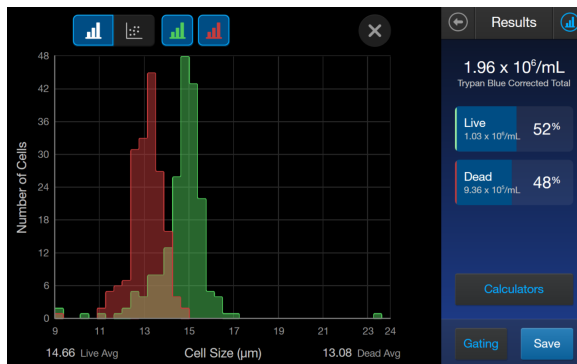 Results
1.96 x 10⁶/mL
Trypan Blue Corrected Total
Live
1.03 x 10⁶/mL
52%
Dead
9.36 x 10⁵/mL
48%
Calculators
Gating
Save
Number of Cells
48
42
36
30
24
18
12
6
0
9 11 13 15 17 19 21 23 24
14.66 Live Avg Cell Size (µm) 13.08 Dead Avg